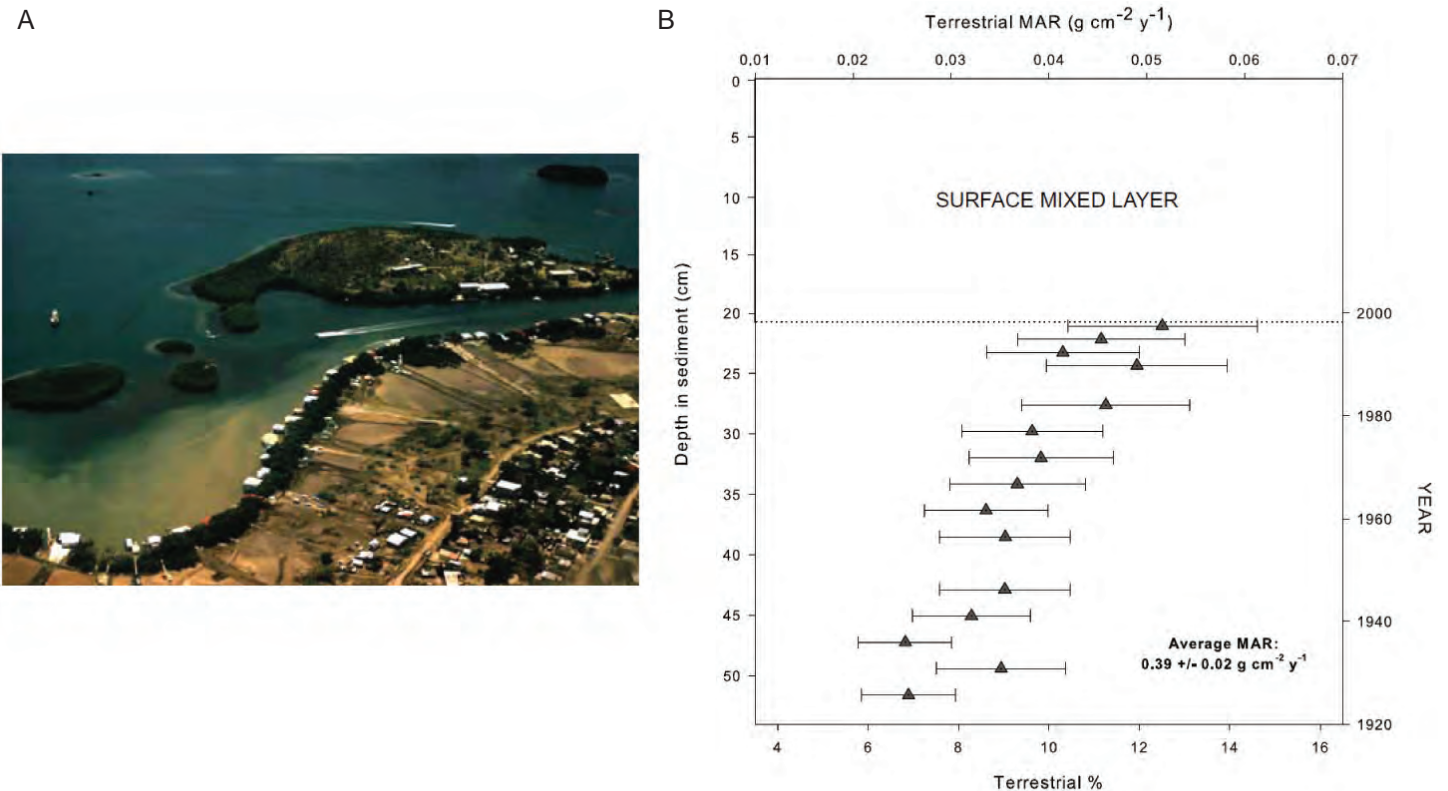 A
B
Terrestrial MAR (g cm-2 y-1)
0.01 0.02 0.03 0.04 0.05 0.06 0.07
0
5
10
15
20
25
30
35
40
45
50
Depth in sediment (cm)
SURFACE MIXED LAYER
2000
1980
1960
1940
1920
YEAR
Average MAR:
0.39 +/- 0.02 g cm-2 y-1
4 6 8 10 12 14 16
Terrestrial %